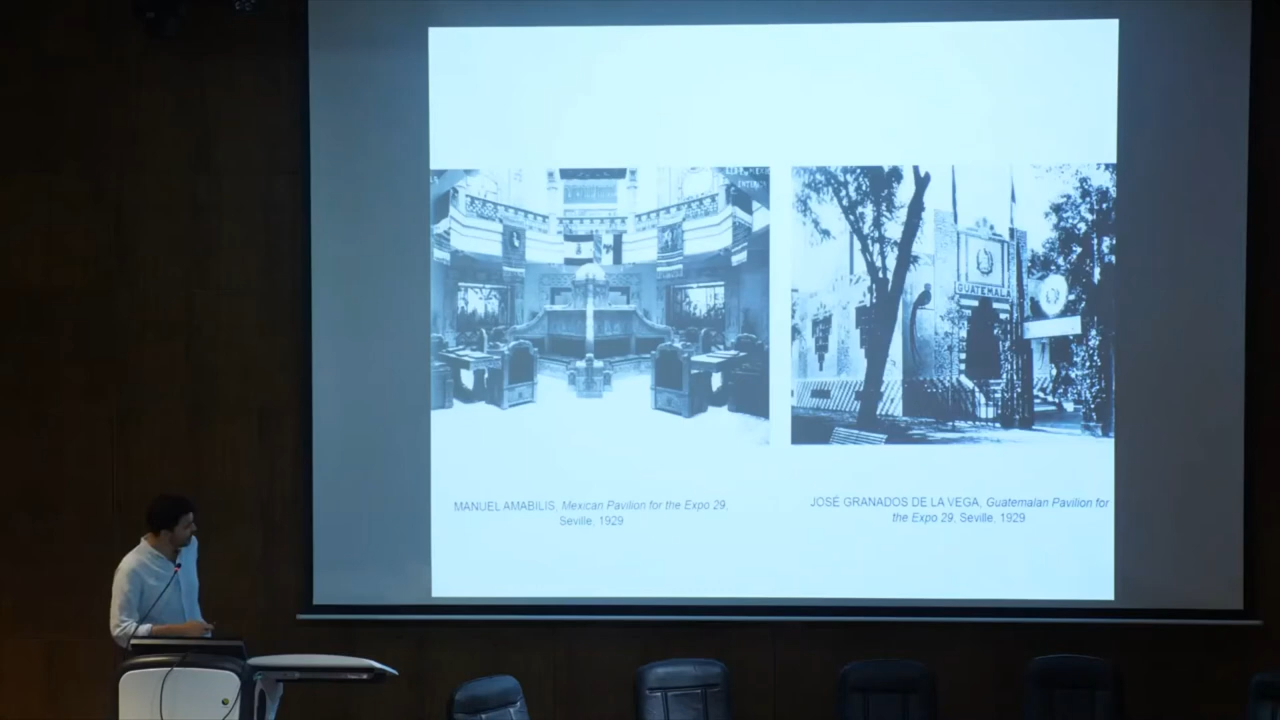 GUATEMALA
MANUEL AMABILIS, Mexican Pavilion for the Expo 29,
Seville, 1929
JOSÉ GRANADOS DE LA VEGA, Guatemalan Pavilion for
the Expo 29, Seville, 1929